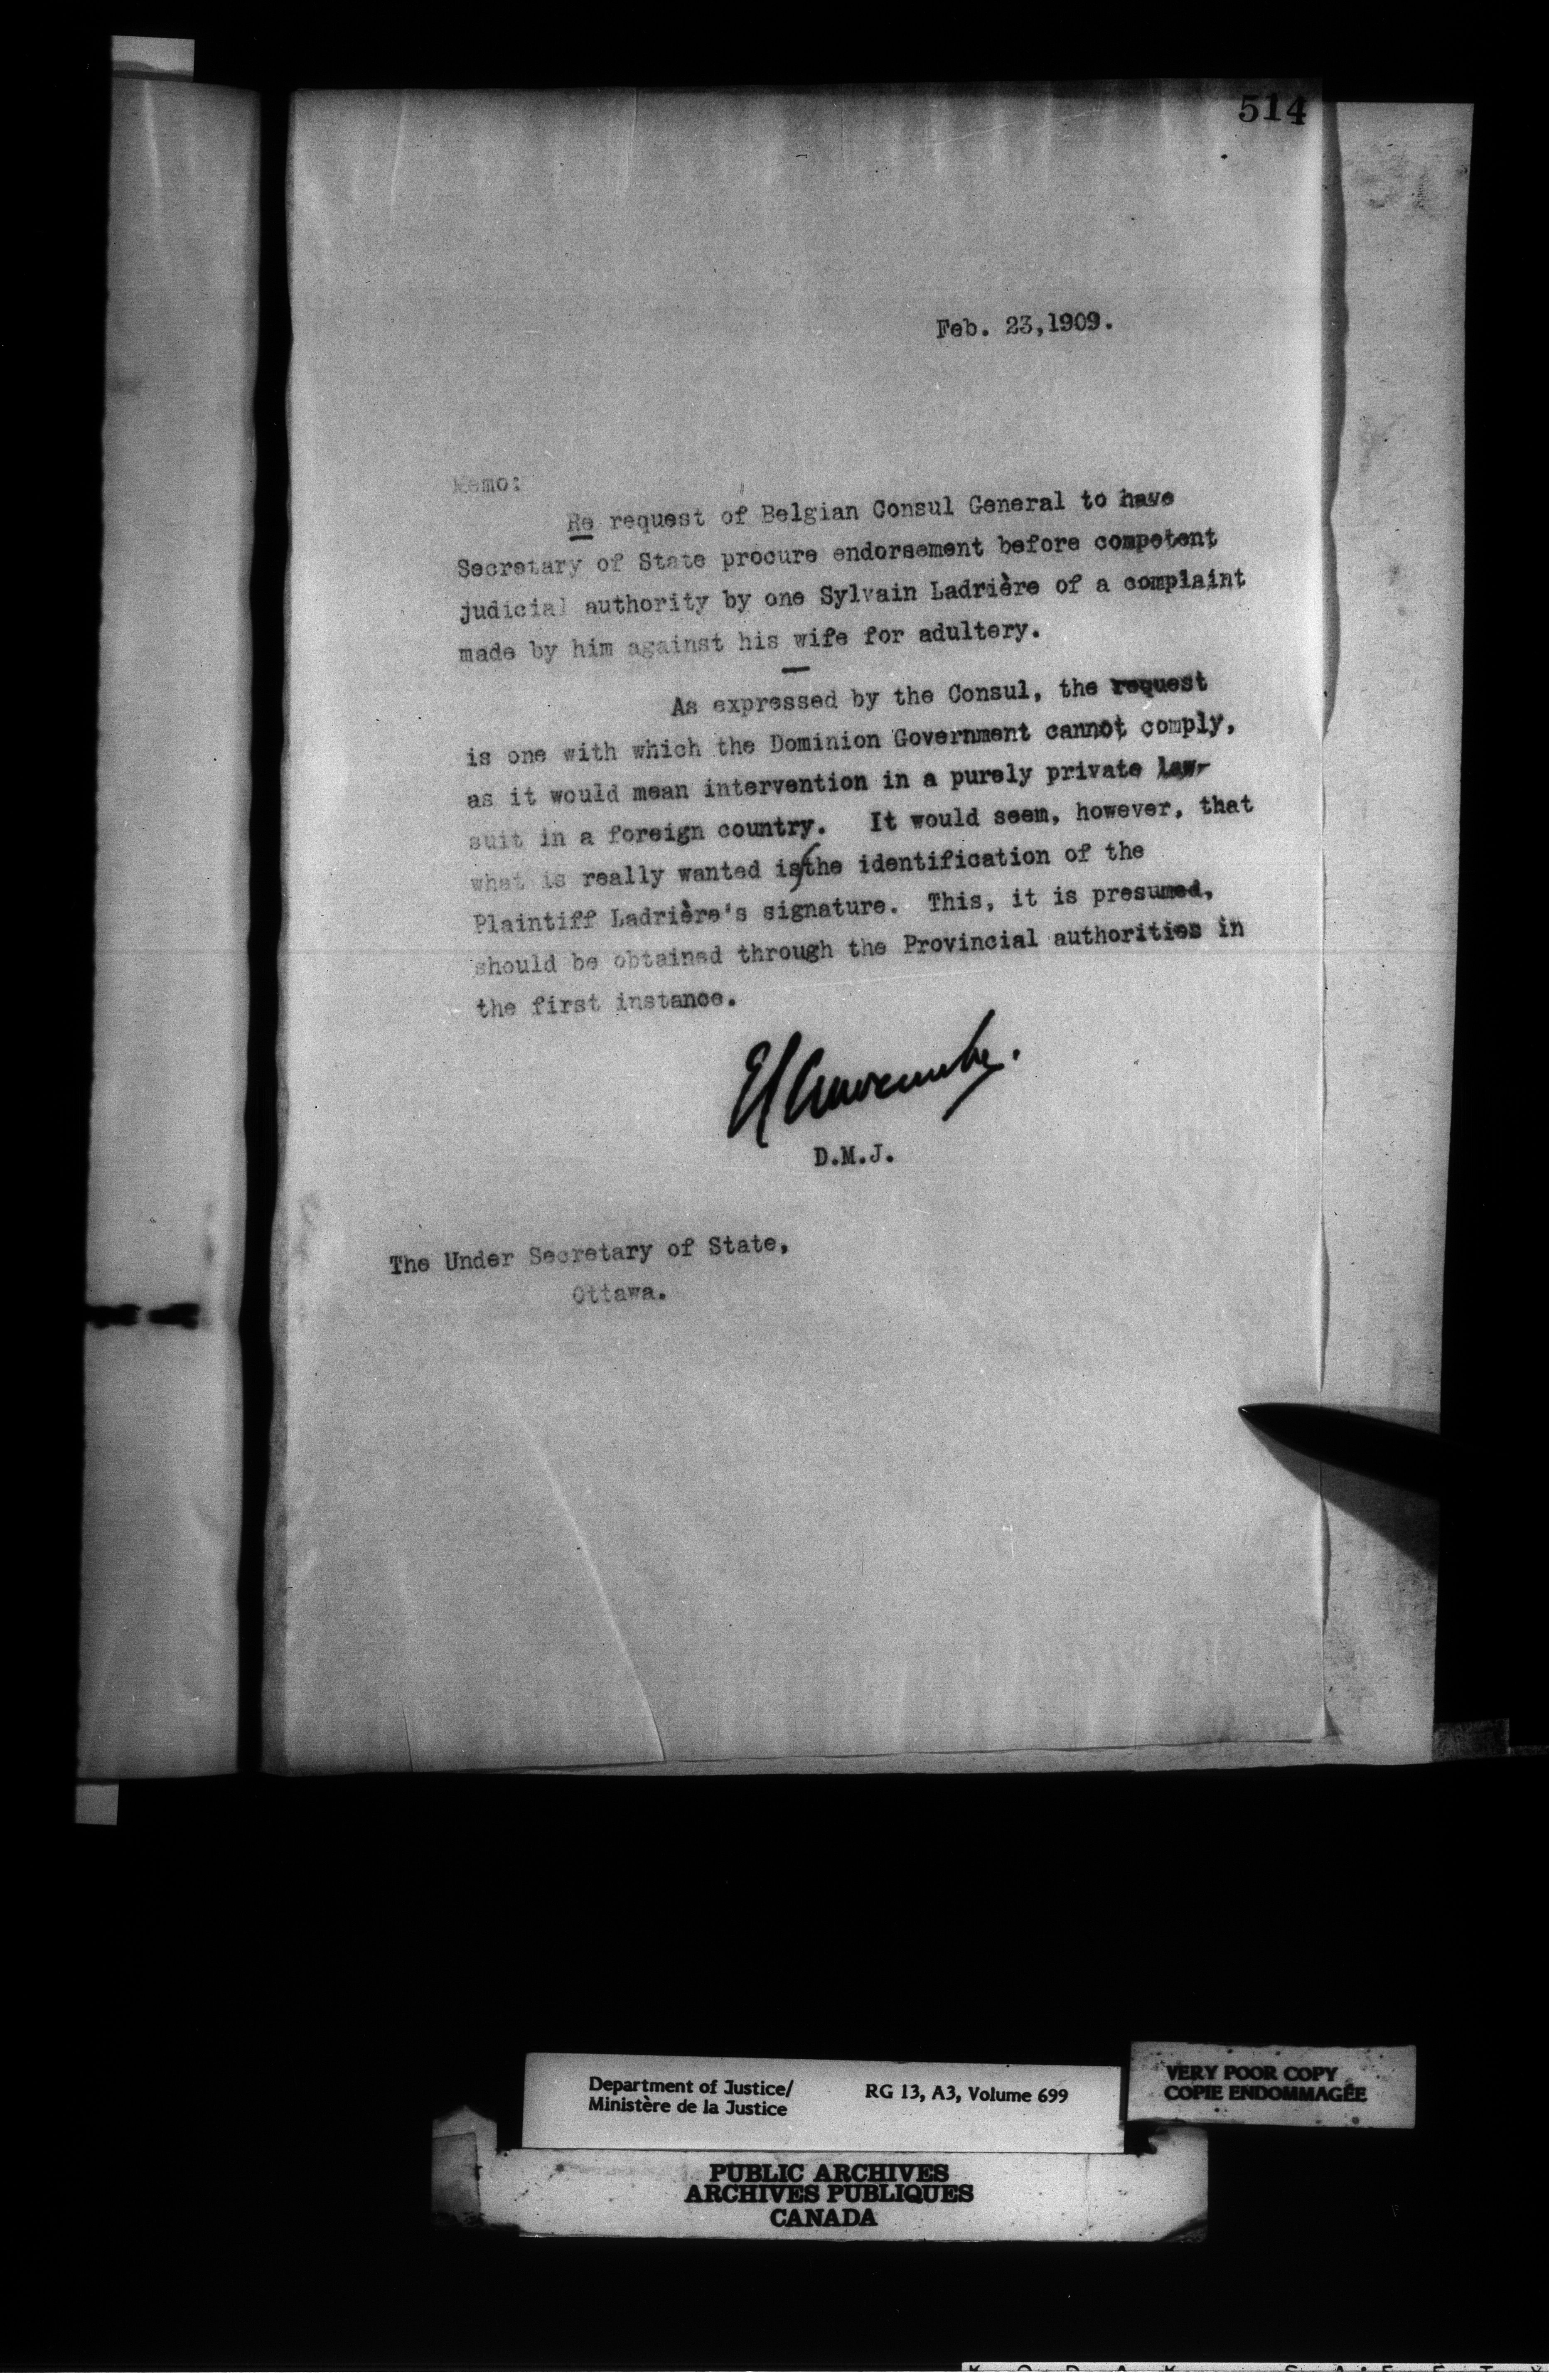 514
Feb. 23,1909.
Memo:
Re request of Belgian Consul General to have
Secretary of State procure endorsement before competent
judicial authority by one Sylvain Ladrière of a complaint
made by him against his wife for adultery.
As expressed by the Consul, the request
is one with which the Dominion Government cannot comply,
as it would mean intervention in a purely private law-
suit in a foreign country. It would seem, however, that
what is really wanted is/the identification of the
Plaintiff Ladrière's signature. This, it is presumed,
should be obtained through the Provincial authorities in
the first instance.
D.M.J.
The Under Secretary of State,
Ottawa.
Department of Justice/ RG 13, A3, Volume 699
Ministère de la Justice
VERY POOR COPY
COPIE ENDOMMAGÉE
PUBLIC ARCHIVES
ARCHIVES PUBLIQUES
CANADA